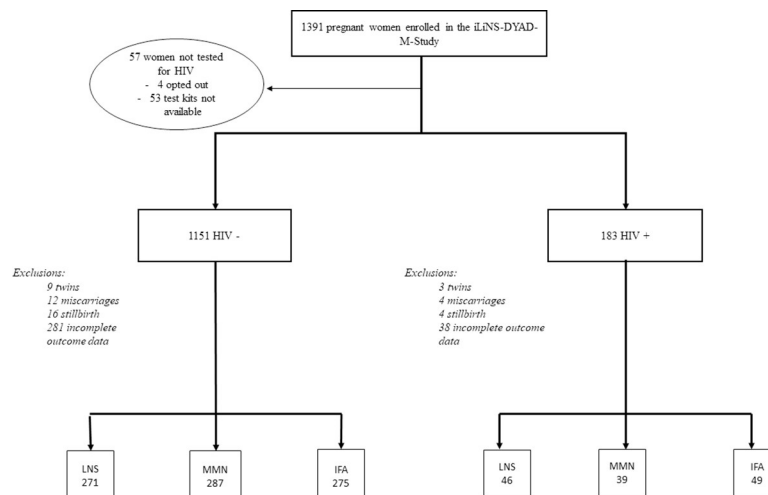 1391 pregnant women enrolled in the iLiNS-DYAD-
M-Study
57 women not tested
for HIV
- 4 opted out
- 53 test kits not
available
1151 HIV -
183 HIV +
Exclusions:
9 twins
12 miscarriages
16 stillbirth
281 incomplete
outcome data
Exclusions:
3 twins
4 miscarriages
4 stillbirth
38 incomplete outcome
data
LNS
271
MMN
287
IFA
275
LNS
46
MMN
39
IFA
49